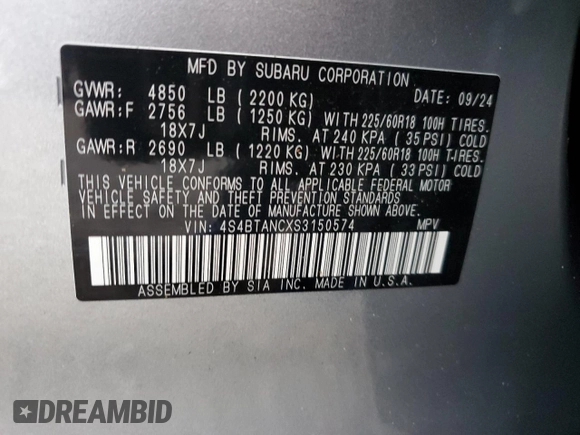 MFD BY SUBARU CORPORATION
GVWR: 4850 LB ( 2200 KG) DATE: 09/24
GAWR:F 2756 LB ( 1250 KG) WITH 225/60R18 100H TIRES.
18X7J RIMS. AT 240 KPA ( 35 PSI) COLD
GAWR:R 2690 LB ( 1220 KG) WITH 225/60R18 100H TIRES.
18X7J RIMS. AT 230 KPA ( 33 PSI) COLD
THIS VEHICLE CONFORMS TO ALL APPLICABLE FEDERAL MOTOR
VEHICLE SAFETY AND THEFT PREVENTION STANDARDS
IN EFFECT ON THE DATE OF MANUFACTURE SHOWN ABOVE.
VIN: 4S4BTANCXS3150574 MPV
ASSEMBLED BY SIA INC. MADE IN U.S.A.
DREAMBID